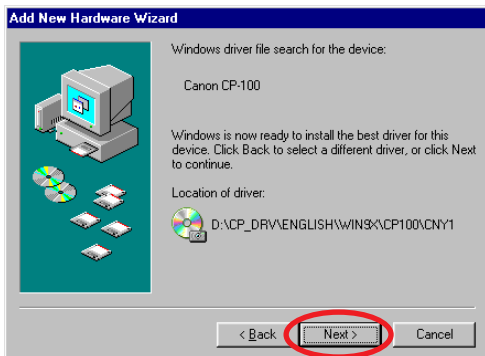 Add New Hardware Wizard
Windows driver file search for the device:
Canon CP-100
Windows is now ready to install the best driver for this
device. Click Back to select a different driver, or click Next
to continue.
Location of driver:
D:\CP_DRV\ENGLISH\WIN9X\CP100\CNY1
< Back
Next >
Cancel